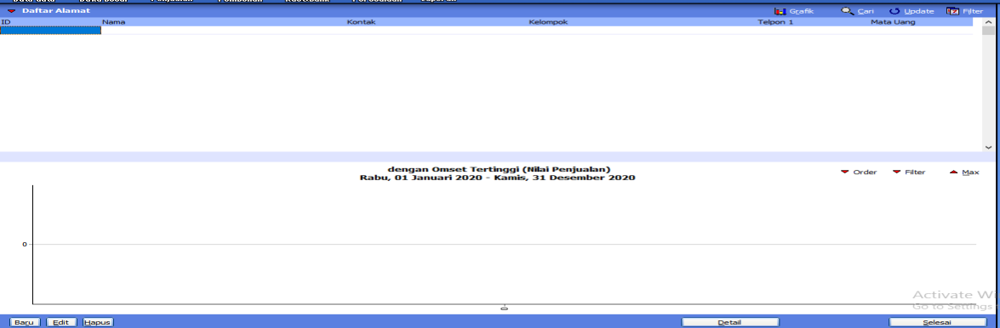 Daftar Alamat Grafik Cari Update Filter
ID Nama Kontak Kelompok Telpon 1 Mata Uang
dengan Omset Tertinggi (Nilai Penjualan)
Rabu, 01 Januari 2020 - Kamis, 31 Desember 2020
Order Filter Max
0
0
Activate Wi
Go to Settings
Baru Edit Hapus Detail Selesai